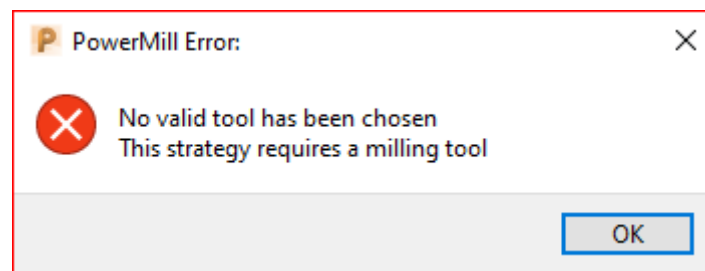 PowerMill Error:
No valid tool has been chosen
This strategy requires a milling tool
OK